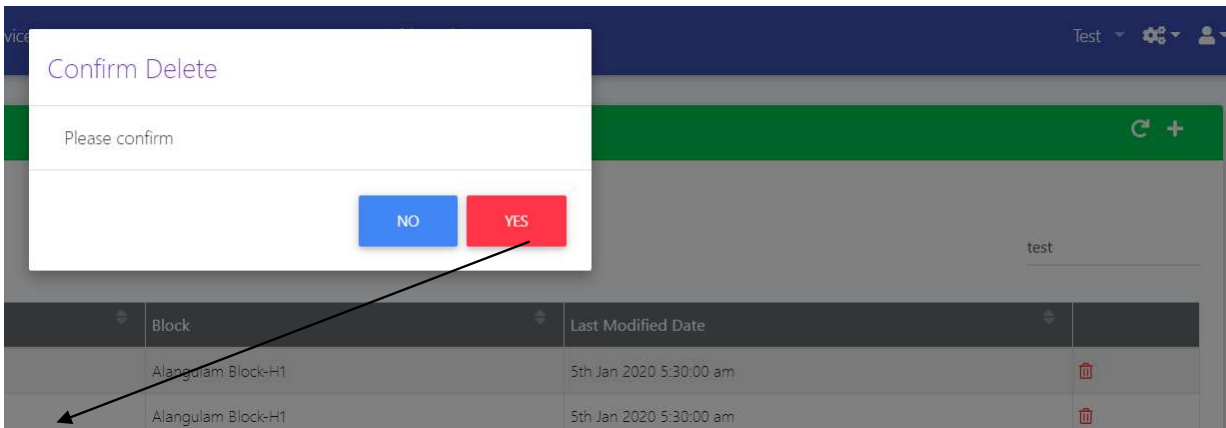 vice
Test
Confirm Delete
Please confirm
NO YES
test
Block Last Modified Date
Alangulam Block-H1 5th Jan 2020 5:30:00 am
Alangulam Block-H1 5th Jan 2020 5:30:00 am